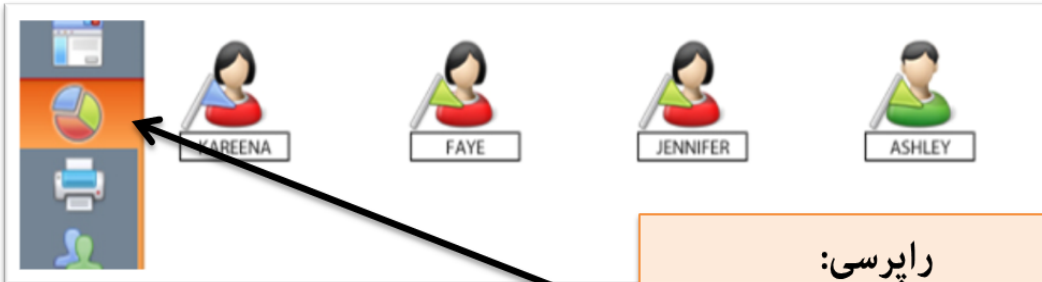 KAREENA
FAYE
JENNIFER
ASHLEY
راپرسی: